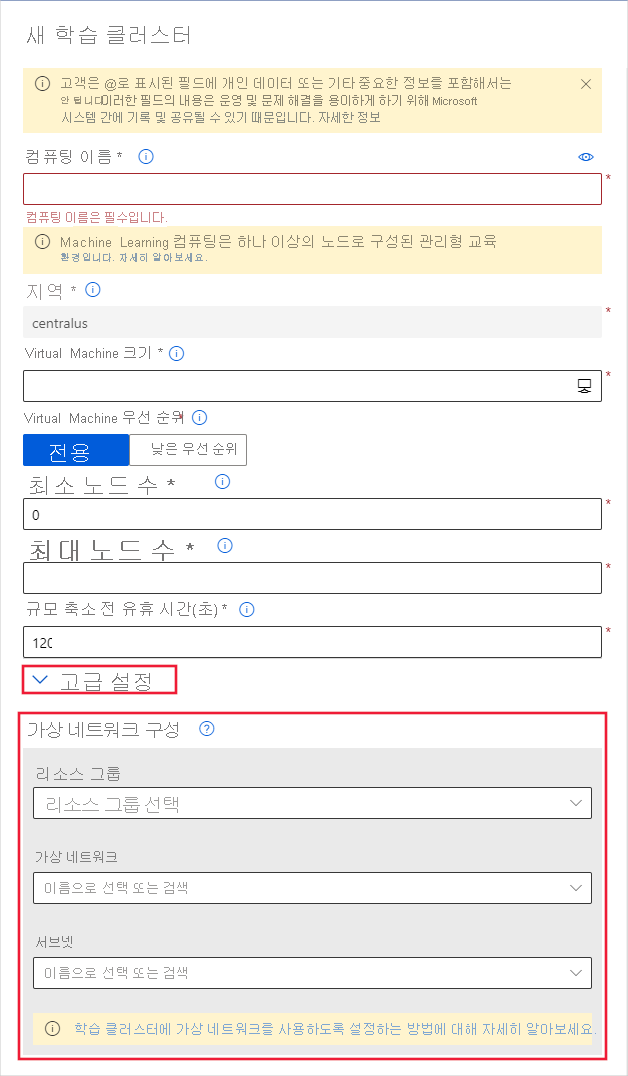 새 학습 클러스터
고객은 @로 표시된 필드에 개인 데이터 또는 기타 중요한 정보를 포함해서는
안 됩니다이러한 필드의 내용은 운영 및 문제 해결을 용이하게 하기 위해 Microsoft
시스템 간에 기록 및 공유될 수 있기 때문입니다. 자세한 정보
컴퓨팅 이름 *
*
컴퓨팅 이름은 필수입니다.
Machine Learning 컴퓨팅은 하나 이상의 노드로 구성된 관리형 교육
환경입니다. 자세히 알아보세요.
지역 *
centralus *
Virtual Machine 크기 *
*
Virtual Machine 우선 순위
전용 낮은 우선 순위
최소 노드 수 *
0 *
최대 노드 수 *
*
규모 축소 전 유휴 시간(초) *
120 *
고급 설정
가상 네트워크 구성
리소스 그룹
리소스 그룹 선택
가상 네트워크
이름으로 선택 또는 검색
서브넷
이름으로 선택 또는 검색
학습 클러스터에 가상 네트워크를 사용하도록 설정하는 방법에 대해 자세히 알아보세요.